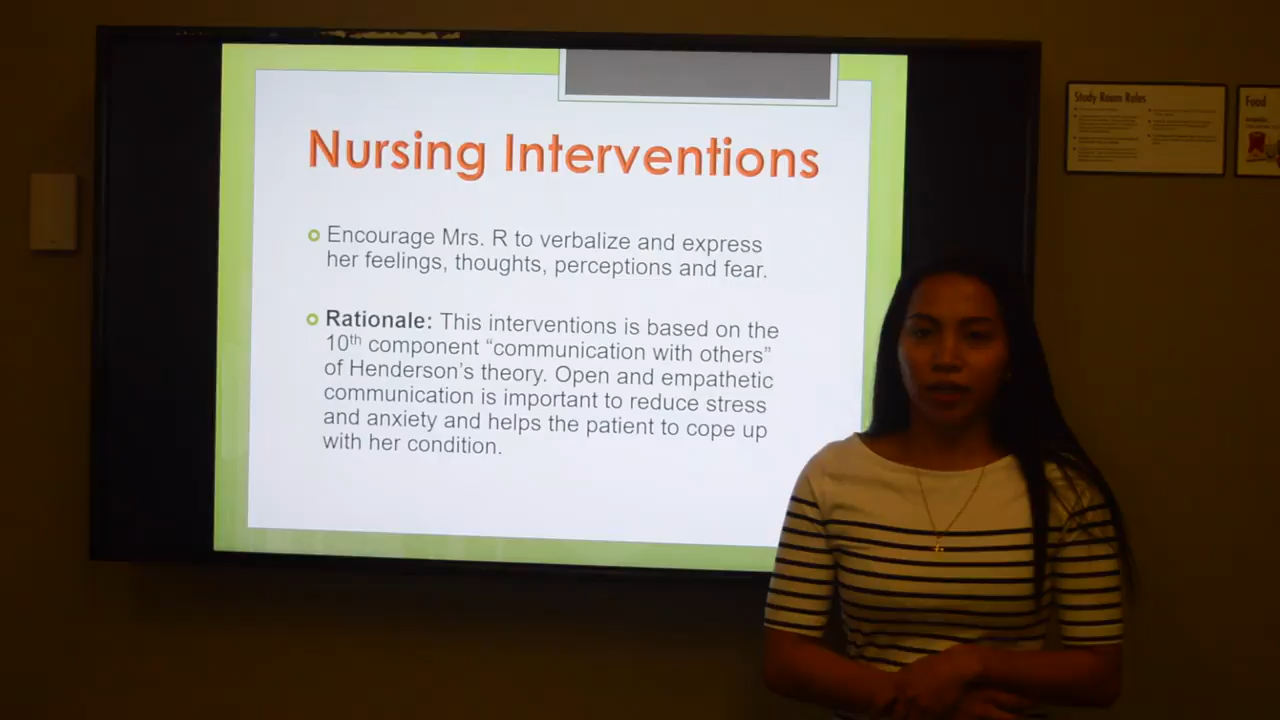 Nursing Interventions
Encourage Mrs. R to verbalize and express
her feelings, thoughts, perceptions and fear.
Rationale: This interventions is based on the
10th component “communication with others”
of Henderson’s theory. Open and empathetic
communication is important to reduce stress
and anxiety and helps the patient to cope up
with her condition.
Study Room Rules
Food